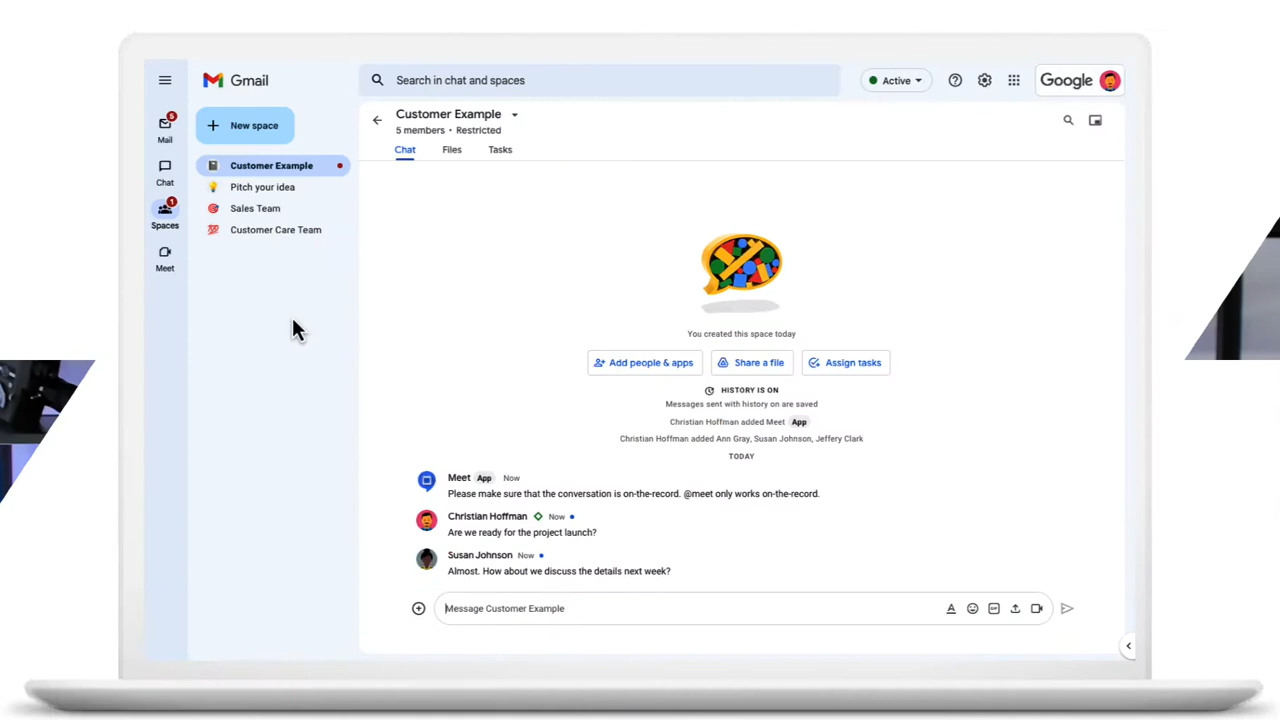 Gmail
Search in chat and spaces
Active
Google
5
Mail
Chat
1
Spaces
Meet
New space
Customer Example
Pitch your idea
Sales Team
Customer Care Team
Customer Example
5 members • Restricted
Chat Files Tasks
You created this space today
Add people & apps Share a file Assign tasks
HISTORY IS ON
Messages sent with history on are saved
Christian Hoffman added Meet App
Christian Hoffman added Ann Gray, Susan Johnson, Jeffery Clark
TODAY
Meet App Now
Please make sure that the conversation is on-the-record. @meet only works on-the-record.
Christian Hoffman Now
Are we ready for the project launch?
Susan Johnson Now
Almost. How about we discuss the details next week?
Message Customer Example
GIF